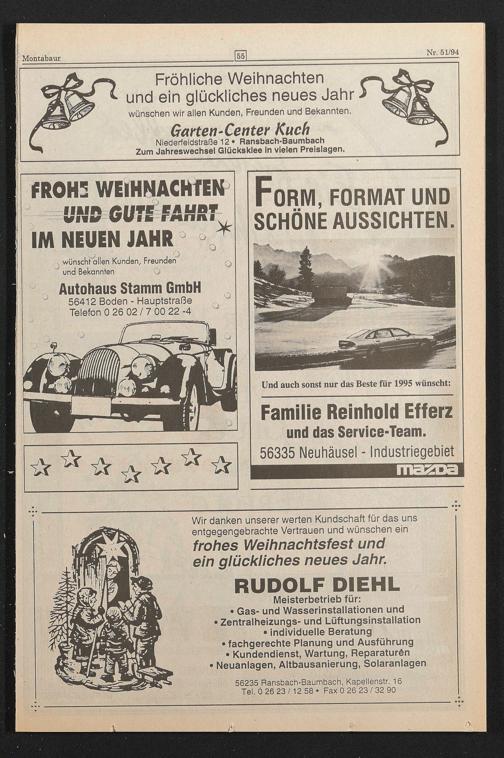 Montabaur
55
Nr. 51/94
Fröhliche Weihnachten
und ein glückliches neues Jahr
wünschen wir allen Kunden, Freunden und Bekannten.
Garten-Center Kuch
Niederfeldstraße 12 • Ransbach-Baumbach
Zum Jahreswechsel Glücksklee in vielen Preislagen.
FROHE WEIHNACHTEN
UND GUTE FAHRT
IM NEUEN JAHR
wünscht allen Kunden, Freunden
und Bekannten
Autohaus Stamm GmbH
56412 Boden - Hauptstraße
Telefon 0 26 02 / 7 00 22 -4
FORM, FORMAT UND
SCHÖNE AUSSICHTEN.
Und auch sonst nur das Beste für 1995 wünscht:
Familie Reinhold Efferz
und das Service-Team.
56335 Neuhäusel - Industriegebiet
mazda
Wir danken unserer werten Kundschaft für das uns
entgegengebrachte Vertrauen und wünschen ein
frohes Weihnachtsfest und
ein glückliches neues Jahr.
RUDOLF DIEHL
Meisterbetrieb für:
• Gas- und Wasserinstallationen und
• Zentralheizungs- und Lüftungsinstallation
• individuelle Beratung
• fachgerechte Planung und Ausführung
• Kundendienst, Wartung, Reparaturen
• Neuanlagen, Altbausanierung, Solaranlagen
56235 Ransbach-Baumbach, Kapellenstr. 16
Tel. 0 26 23 / 12 58 • Fax 0 26 23 / 32 90